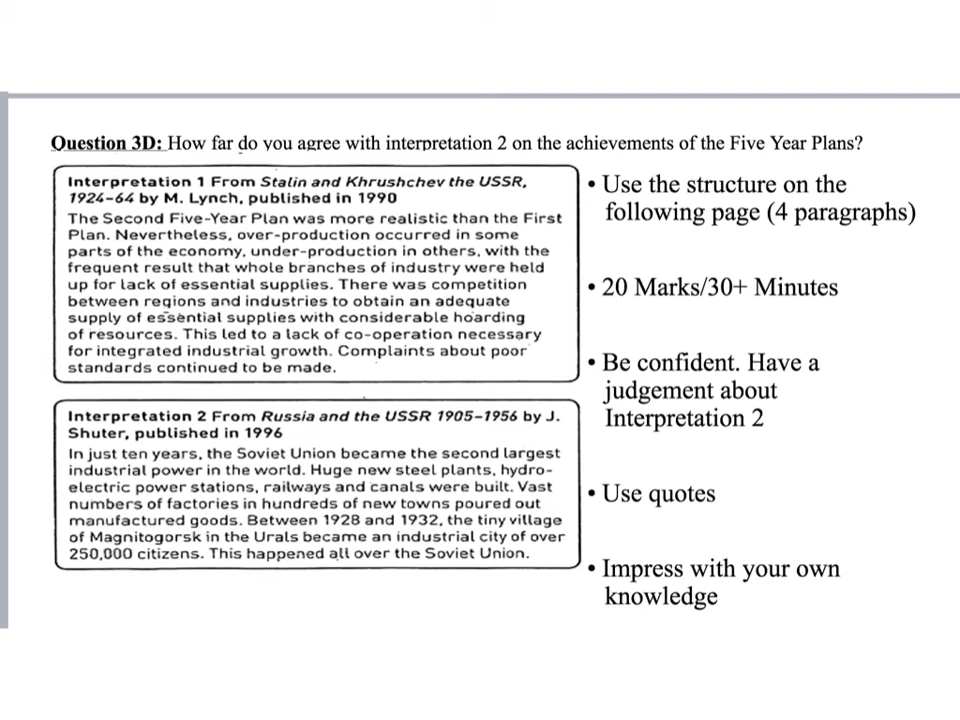 Question 3D: How far do you agree with interpretation 2 on the achievements of the Five Year Plans?
Interpretation 1 From Stalin and Khrushchev the USSR,
1924–64 by M. Lynch, published in 1990
The Second Five-Year Plan was more realistic than the First
Plan. Nevertheless, over-production occurred in some
parts of the economy, under-production in others, with the
frequent result that whole branches of industry were held
up for lack of essential supplies. There was competition
between regions and industries to obtain an adequate
supply of essential supplies with considerable hoarding
of resources. This led to a lack of co-operation necessary
for integrated industrial growth. Complaints about poor
standards continued to be made.
Interpretation 2 From Russia and the USSR 1905–1956 by J.
Shuter, published in 1996
In just ten years, the Soviet Union became the second largest
industrial power in the world. Huge new steel plants, hydro-
electric power stations, railways and canals were built. Vast
numbers of factories in hundreds of new towns poured out
manufactured goods. Between 1928 and 1932, the tiny village
of Magnitogorsk in the Urals became an industrial city of over
250,000 citizens. This happened all over the Soviet Union.
• Use the structure on the
following page (4 paragraphs)
• 20 Marks/30+ Minutes
• Be confident. Have a
judgement about
Interpretation 2
• Use quotes
• Impress with your own
knowledge